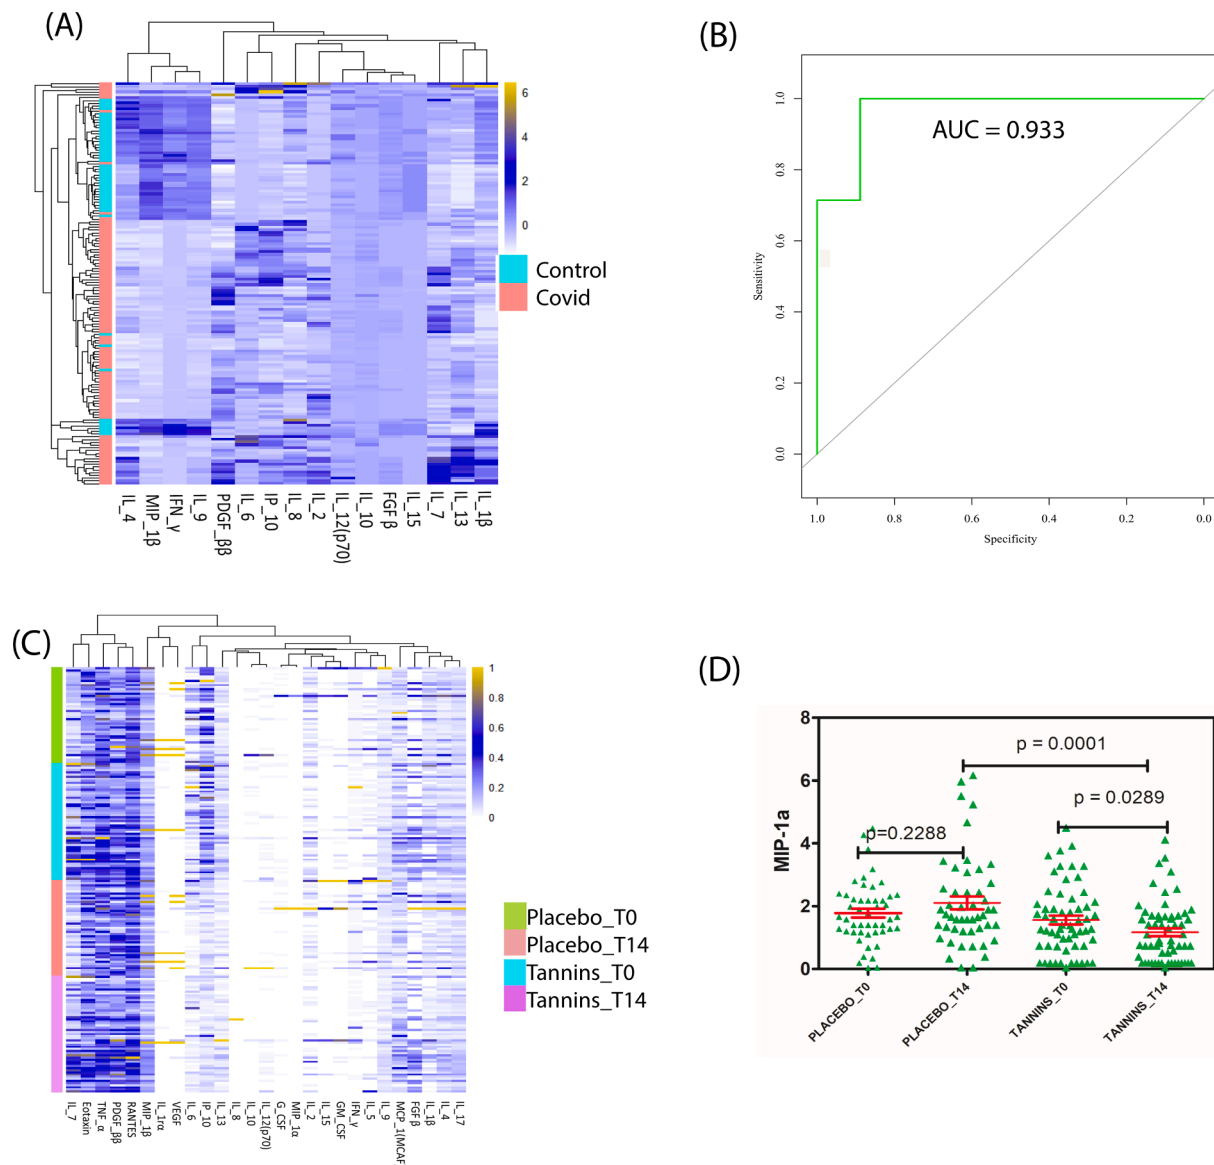 (A)
6
4
2
0
Control
Covid
IL_4
MIP_1β
IFN_γ
IL_9
PDGF_ββ
IL_6
IP_10
IL_8
IL_2
IL_12(p70)
IL_10
FGF β
IL_15
IL_7
IL_13
IL_1β
(B)
AUC = 0.933
1.0
0.8
0.6
0.4
0.2
0.0
Sensitivity
1.0
0.8
0.6
0.4
0.2
0.0
Specificity
(C)
1
0.8
0.6
0.4
0.2
0
Placebo_T0
Placebo_T14
Tannins_T0
Tannins_T14
IL_7
Eotaxin
TNF_α
PDGF_ββ
RANTES
MIP_1β
IL_1rα
VEGF
IL_6
IP_10
IL_13
IL_8
IL_10
IL_12(p70)
G_CSF
MIP_1α
IL_2
IL_15
GM_CSF
IFN_γ
IL_5
IL_9
MCP_1(MCAF
FGF β
IL_1β
IL_4
IL_17
(D)
8
6
4
2
0
MIP-1a
p = 0.0001
p = 0.0289
p=0.2288
PLACEBO_T0
PLACEBO_T14
TANNINS_T0
TANNINS_T14